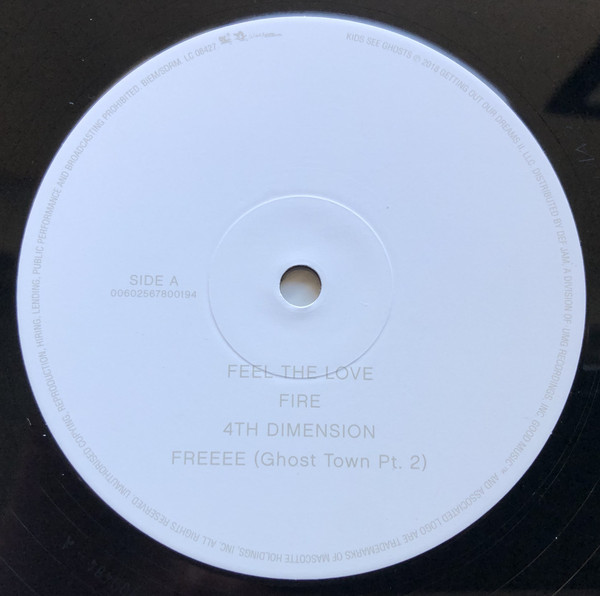 KIDS SEE GHOSTS ℗ 2018 GETTING OUT OUR DREAMS II, LLC. DISTRIBUTED BY DEF JAM, A DIVISION OF UMG RECORDINGS, INC. GOOD MUSIC™ AND ASSOCIATED LOGO ARE TRADEMARKS OF MASCOTTE HOLDINGS, INC. ALL RIGHTS RESERVED. UNAUTHORISED COPYING, REPRODUCTION, HIRING, LENDING, PUBLIC PERFORMANCE AND BROADCASTING PROHIBITED. BIEM/SDRM. LC 08427
SIDE A
00602567800194
FEEL THE LOVE
FIRE
4TH DIMENSION
FREEEE (Ghost Town Pt. 2)